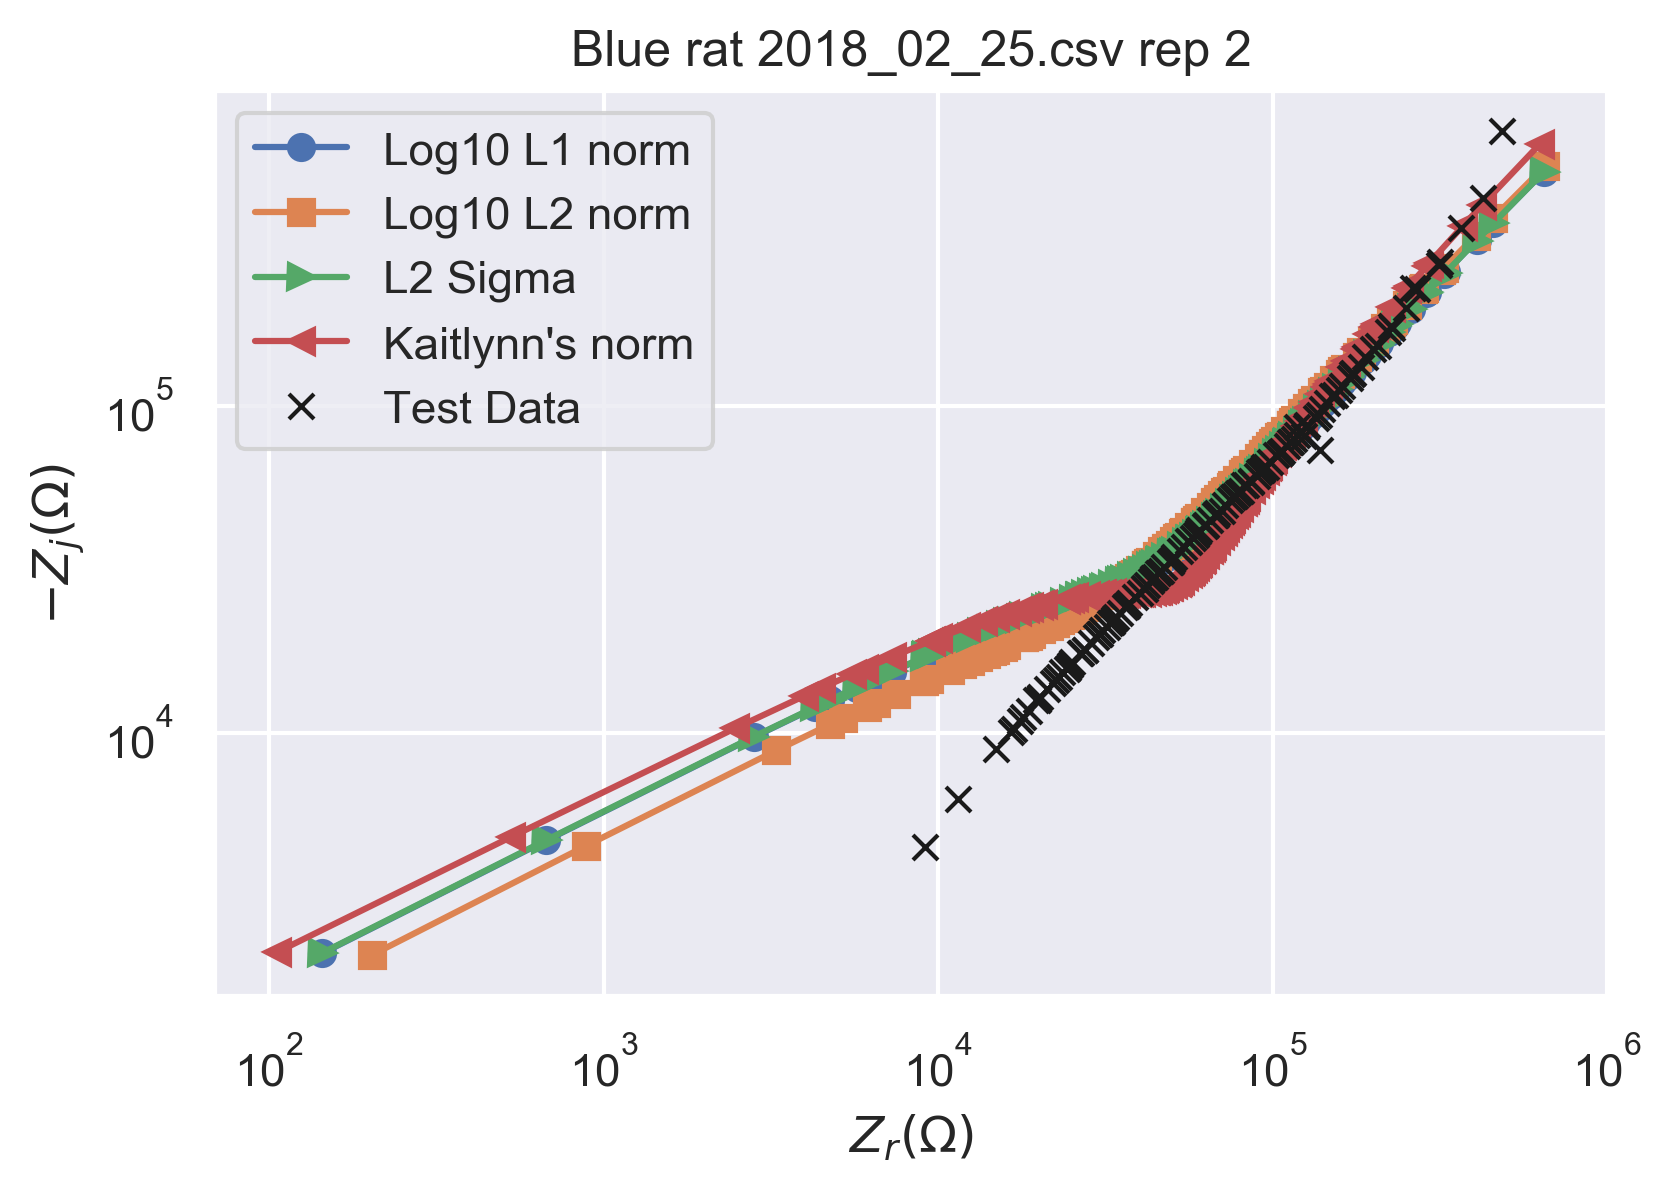 Blue rat 2018_02_25.csv rep 2
Log10 L1 norm
Log10 L2 norm
L2 Sigma
Kaitlynn's norm
Test Data
10^5
10^4
−Z_j(Ω)
10^2 10^3 10^4 10^5 10^6
Z_r(Ω)